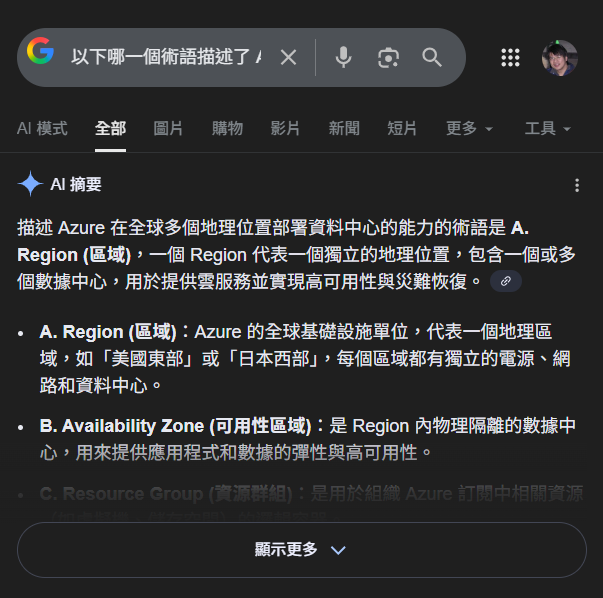 以下哪一個術語描述了 A
AI 模式 全部 圖片 購物 影片 新聞 短片 更多 工具
AI 摘要
描述 Azure 在全球多個地理位置部署資料中心的能力的術語是 A.
Region (區域)，一個 Region 代表一個獨立的地理位置，包含一個或多
個數據中心，用於提供雲服務並實現高可用性與災難恢復。
• A. Region (區域)：Azure 的全球基礎設施單位，代表一個地理區
域，如「美國東部」或「日本西部」，每個區域都有獨立的電源、網
路和資料中心。
• B. Availability Zone (可用性區域)：是 Region 內物理隔離的數據中
心，用來提供應用程式和數據的彈性與高可用性。
• C. Resource Group (資源群組)：是用於組織 Azure 訂閱中相關資源
顯示更多